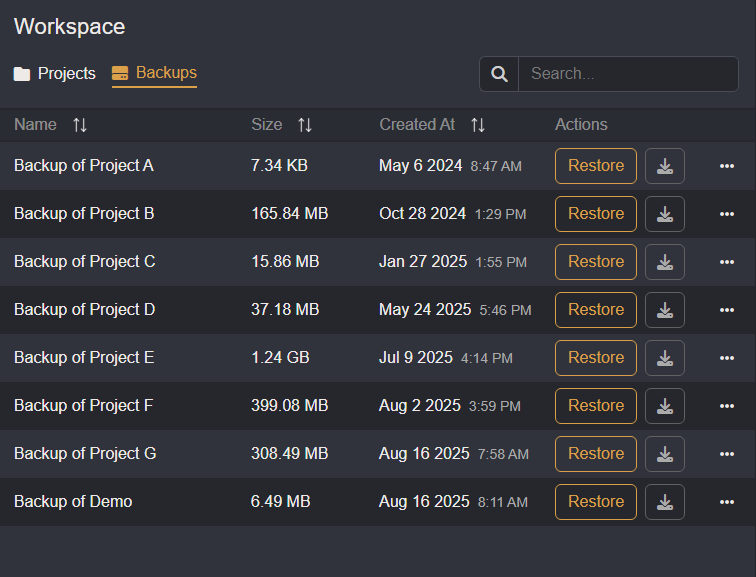 Workspace
Projects Backups Search...
Name Size Created At Actions
Backup of Project A 7.34 KB May 6 2024 8:47 AM Restore
Backup of Project B 165.84 MB Oct 28 2024 1:29 PM Restore
Backup of Project C 15.86 MB Jan 27 2025 1:55 PM Restore
Backup of Project D 37.18 MB May 24 2025 5:46 PM Restore
Backup of Project E 1.24 GB Jul 9 2025 4:14 PM Restore
Backup of Project F 399.08 MB Aug 2 2025 3:59 PM Restore
Backup of Project G 308.49 MB Aug 16 2025 7:58 AM Restore
Backup of Demo 6.49 MB Aug 16 2025 8:11 AM Restore